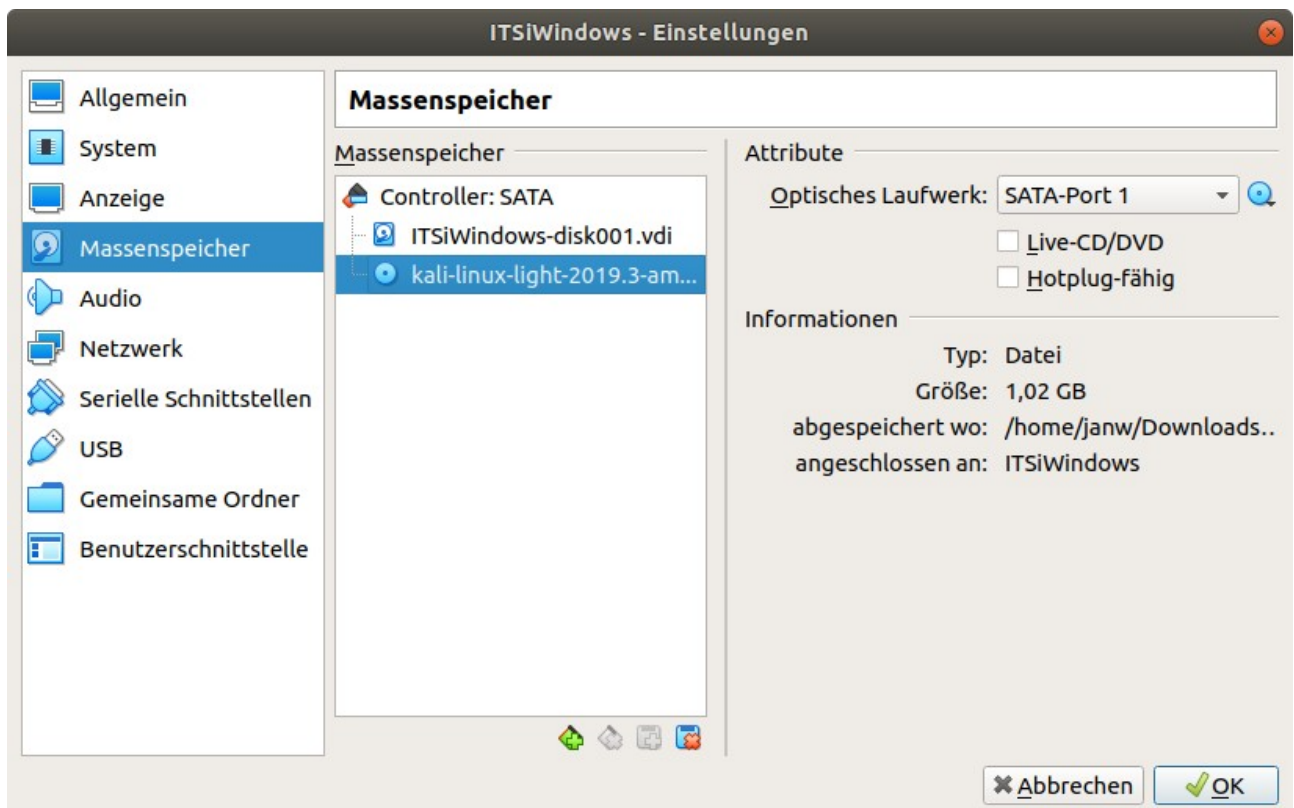 ITSiWindows - Einstellungen
Allgemein
System
Anzeige
Massenspeicher
Audio
Netzwerk
Serielle Schnittstellen
USB
Gemeinsame Ordner
Benutzerschnittstelle
Massenspeicher
Massenspeicher
Controller: SATA
ITSiWindows-disk001.vdi
kali-linux-light-2019.3-am...
Attribute
Optisches Laufwerk: SATA-Port 1
Live-CD/DVD
Hotplug-fähig
Informationen
Typ: Datei
Größe: 1,02 GB
abgespeichert wo: /home/janw/Downloads..
angeschlossen an: ITSiWindows
Abbrechen OK